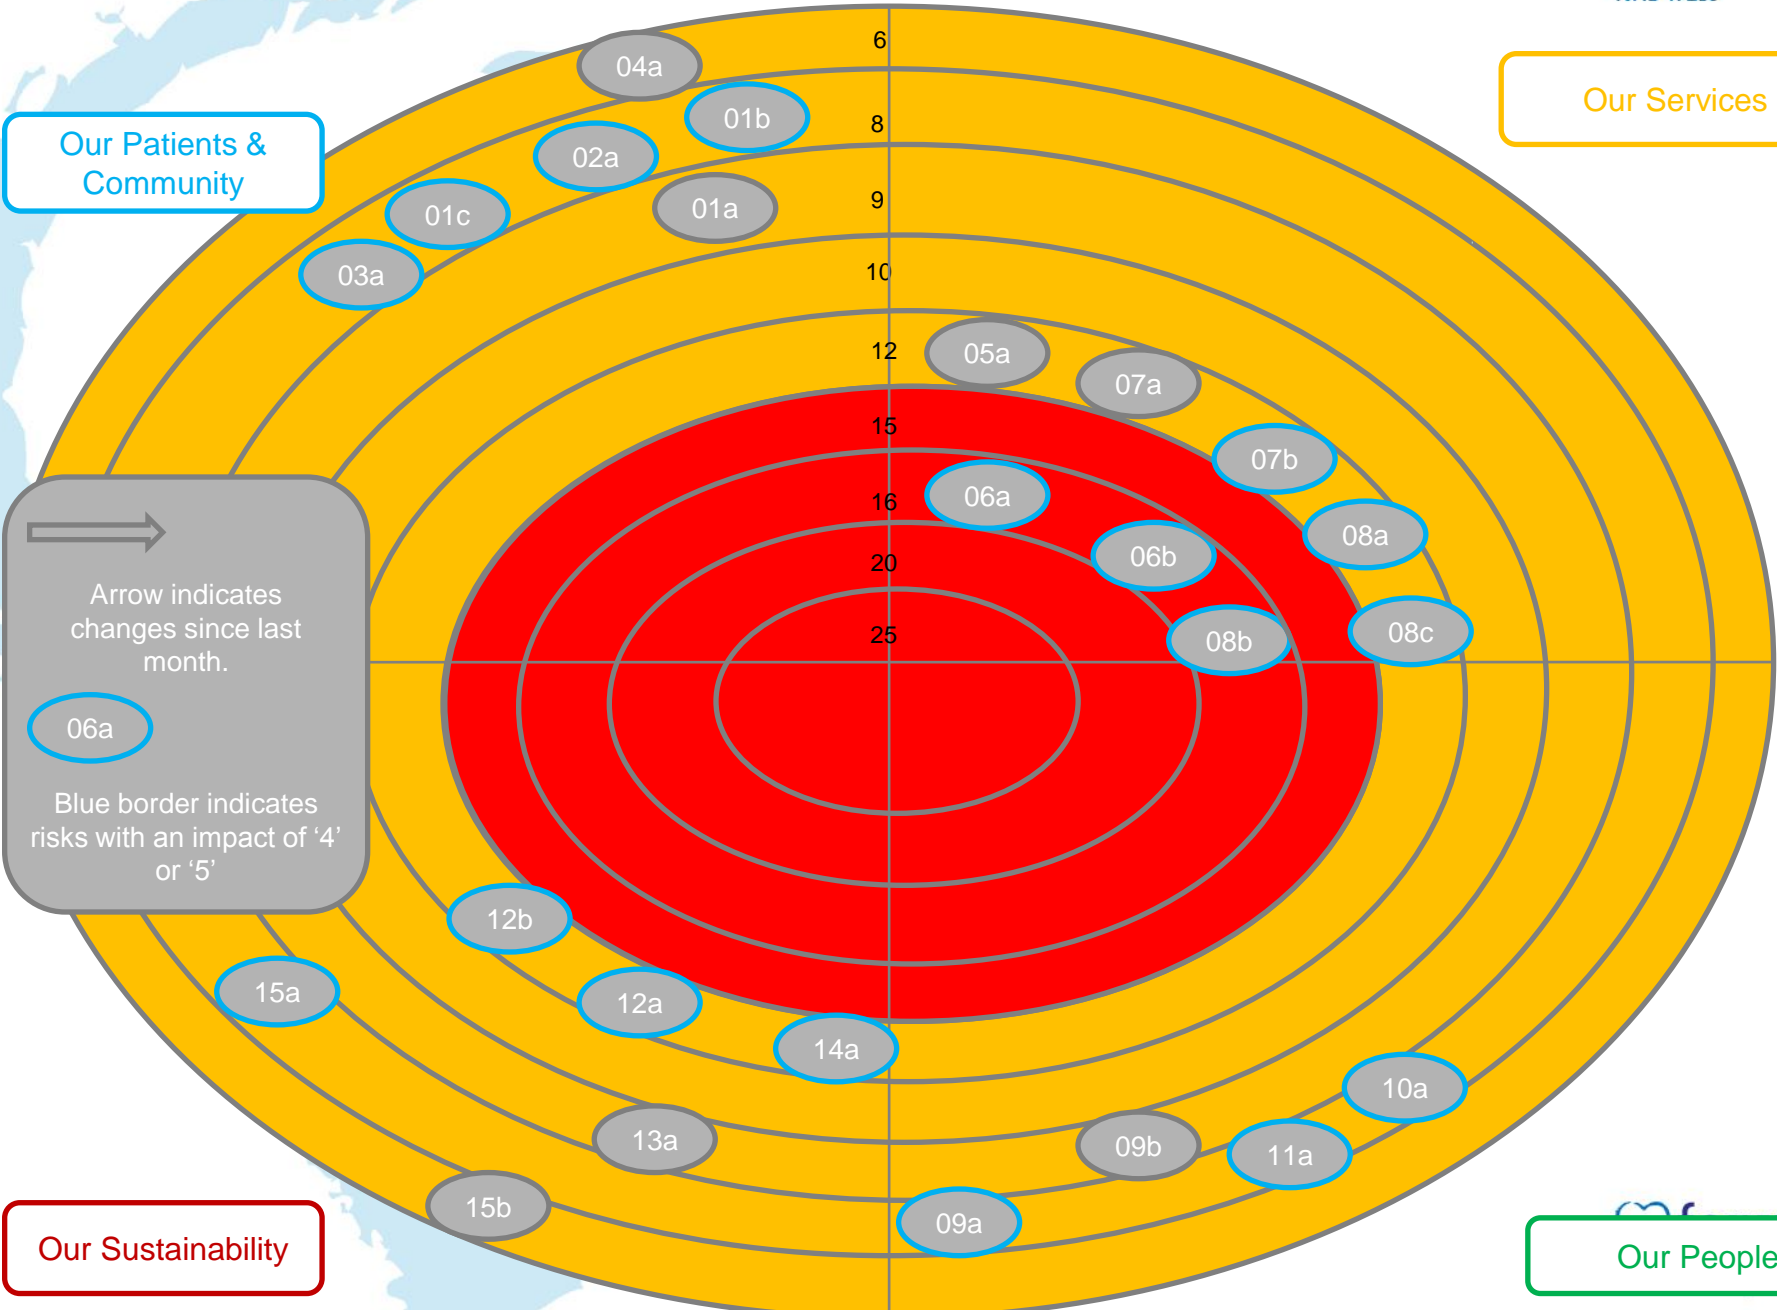 6
04a
Our Services
01b
8
Our Patients &
Community
02a
01a
9
01c
03a
10
12
05a
07a
15
07b
06a
16
08a
06b
20
Arrow indicates
changes since last
month.
25
08b
08c
06a
Blue border indicates
risks with an impact of ‘4’
or ‘5’
12b
15a
12a
14a
10a
13a
09b
11a
15b
09a
Our Sustainability
Our People